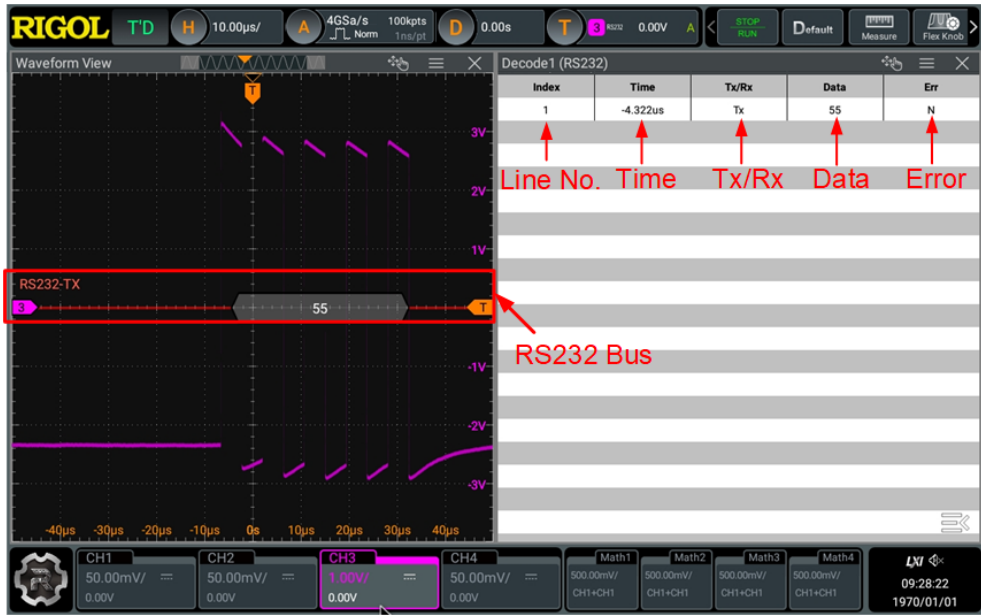 RIGOL T'D H 10.00μs/ A 4GSa/s 100kpts Norm 1ns/pt D 0.00s T 3 RS232 0.00V A < STOP RUN Default Measure Flex Knob >
Waveform View
Decode1 (RS232)
Index Time Tx/Rx Data Err
1 -4.322us Tx 55 N
Line No. Time Tx/Rx Data Error
T
3V
2V
1V
RS232-TX
3 55 T
RS232 Bus
-1V
-2V
-3V
-40μs -30μs -20μs -10μs 0s 10μs 20μs 30μs 40μs
CH1 CH2 CH3 CH4 Math1 Math2 Math3 Math4
50.00mV/ 50.00mV/ 1.00V/ 50.00mV/ 500.00mV/ 500.00mV/ 500.00mV/ 500.00mV/
0.00V 0.00V 0.00V 0.00V CH1+CH1 CH1+CH1 CH1+CH1 CH1+CH1
LXI
09:28:22
1970/01/01